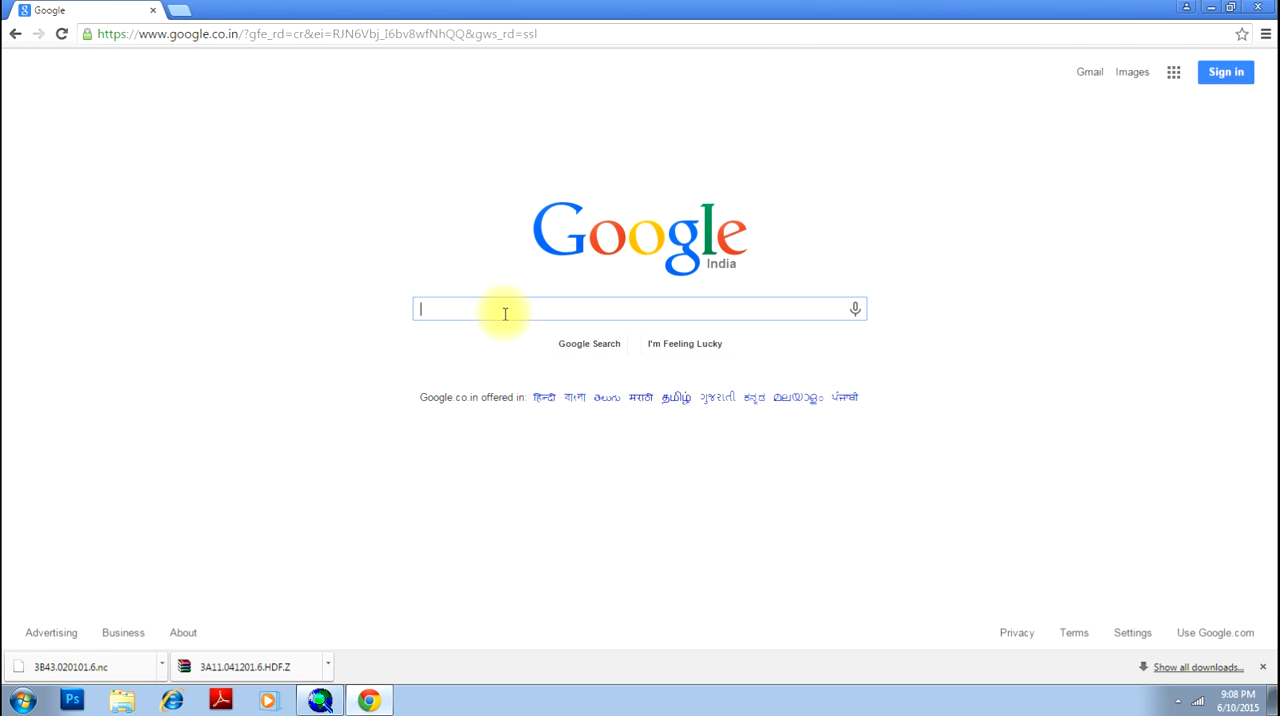 Google
https://www.google.co.in/?gfe_rd=cr&ei=RJN6Vbj_I6bv8wfNhQQ&gws_rd=ssl
Gmail Images Sign in
Google
India
Google Search I'm Feeling Lucky
Google.co.in offered in: हिन्दी বাংলা తెలుగు मराठी தமிழ் ગુજરાતી ಕನ್ನಡ മലയാളം ਪੰਜਾਬੀ
Advertising Business About Privacy Terms Settings Use Google.com
3B43.020101.6.nc 3A11.041201.6.HDF.Z Show all downloads...
Ps
9:08 PM
6/10/2015